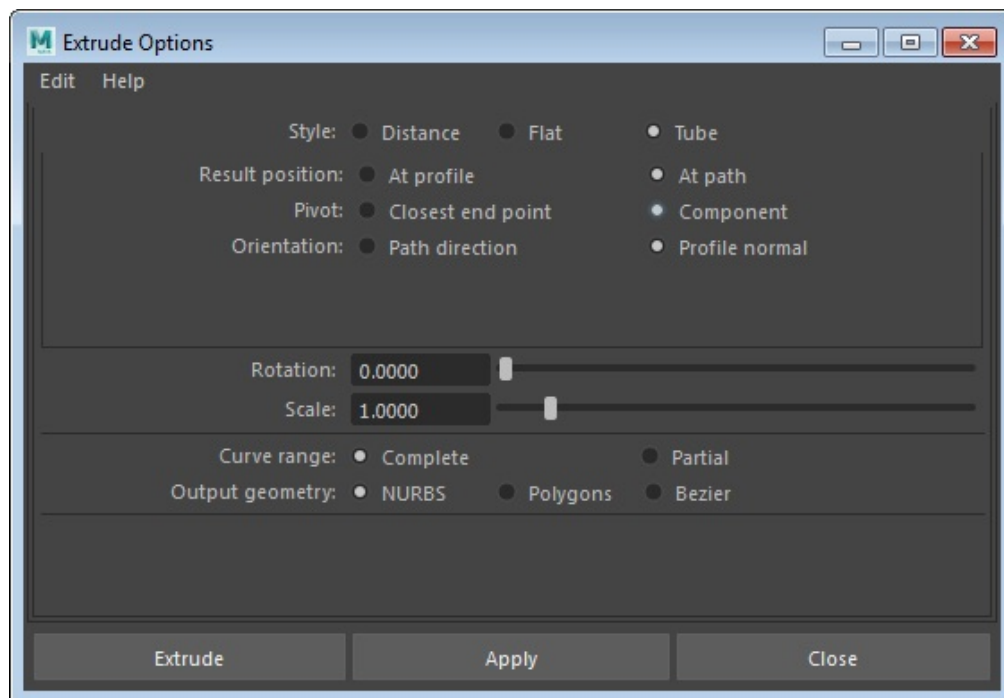 Extrude Options
Edit Help
Style: Distance Flat Tube
Result position: At profile At path
Pivot: Closest end point Component
Orientation: Path direction Profile normal
Rotation: 0.0000
Scale: 1.0000
Curve range: Complete Partial
Output geometry: NURBS Polygons Bezier
Extrude Apply Close